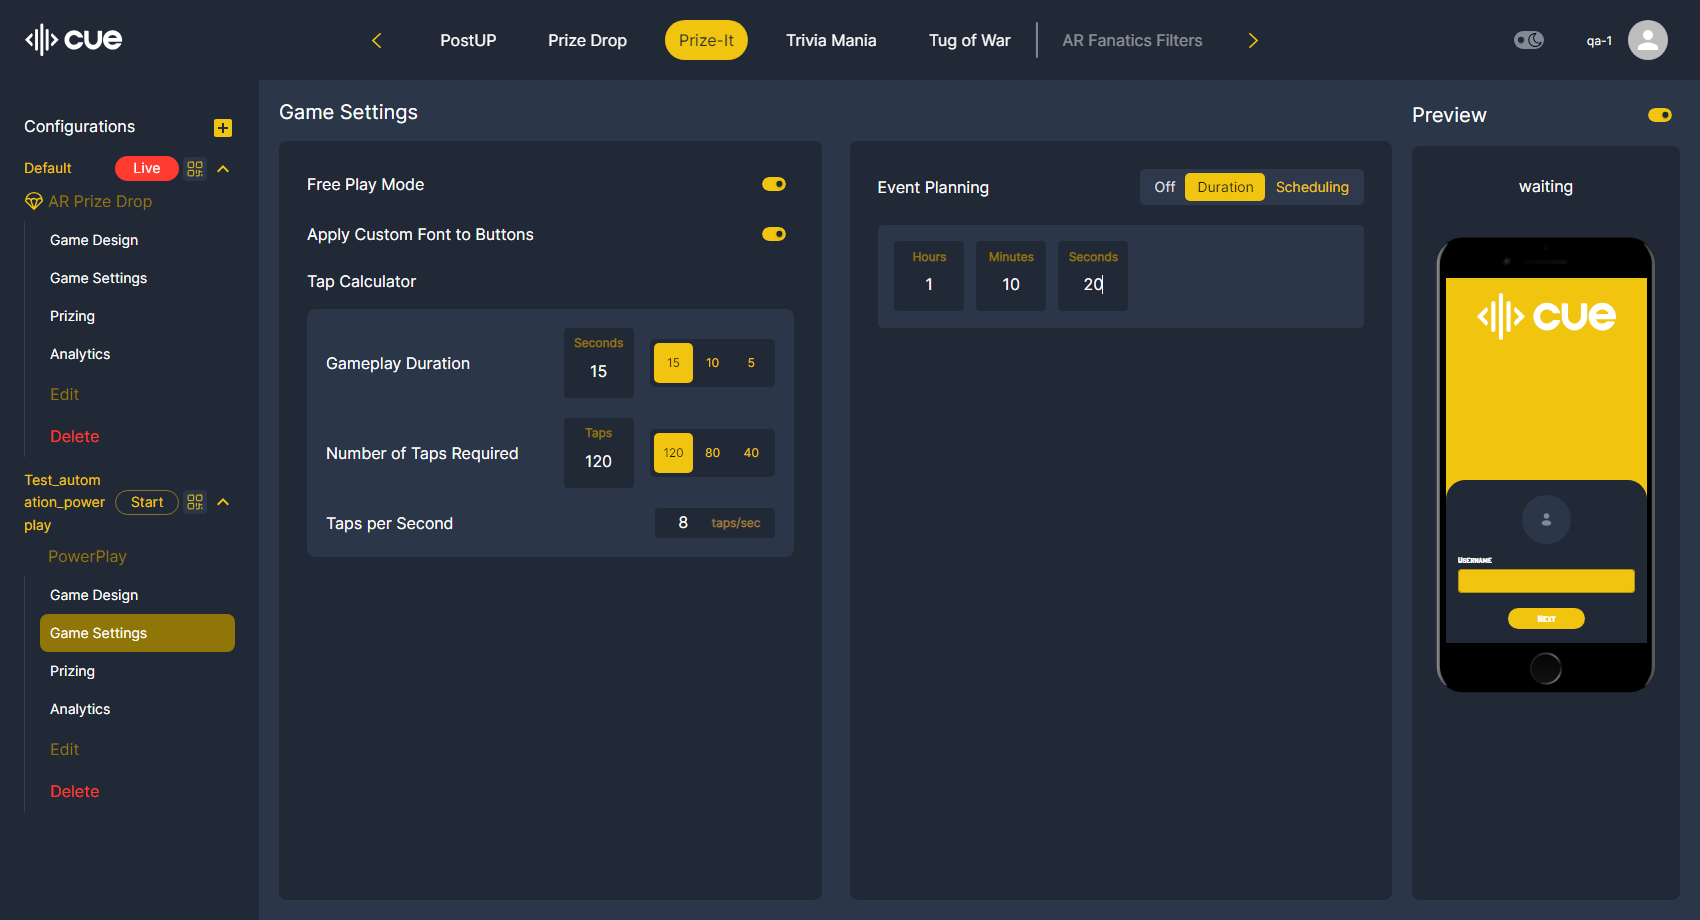 cue
PostUP
Prize Drop
Prize-It
Trivia Mania
Tug of War
AR Fanatics Filters
qa-1
Configurations
Default
Live
AR Prize Drop
Game Design
Game Settings
Prizing
Analytics
Edit
Delete
Test_autom
ation_power
play
Start
PowerPlay
Game Design
Game Settings
Prizing
Analytics
Edit
Delete
Game Settings
Free Play Mode
Apply Custom Font to Buttons
Tap Calculator
Gameplay Duration
Seconds
15
15 10 5
Number of Taps Required
Taps
120
120 80 40
Taps per Second
8 taps/sec
Event Planning
Off Duration Scheduling
Hours
1
Minutes
10
Seconds
20
Preview
waiting
cue
Username
Next